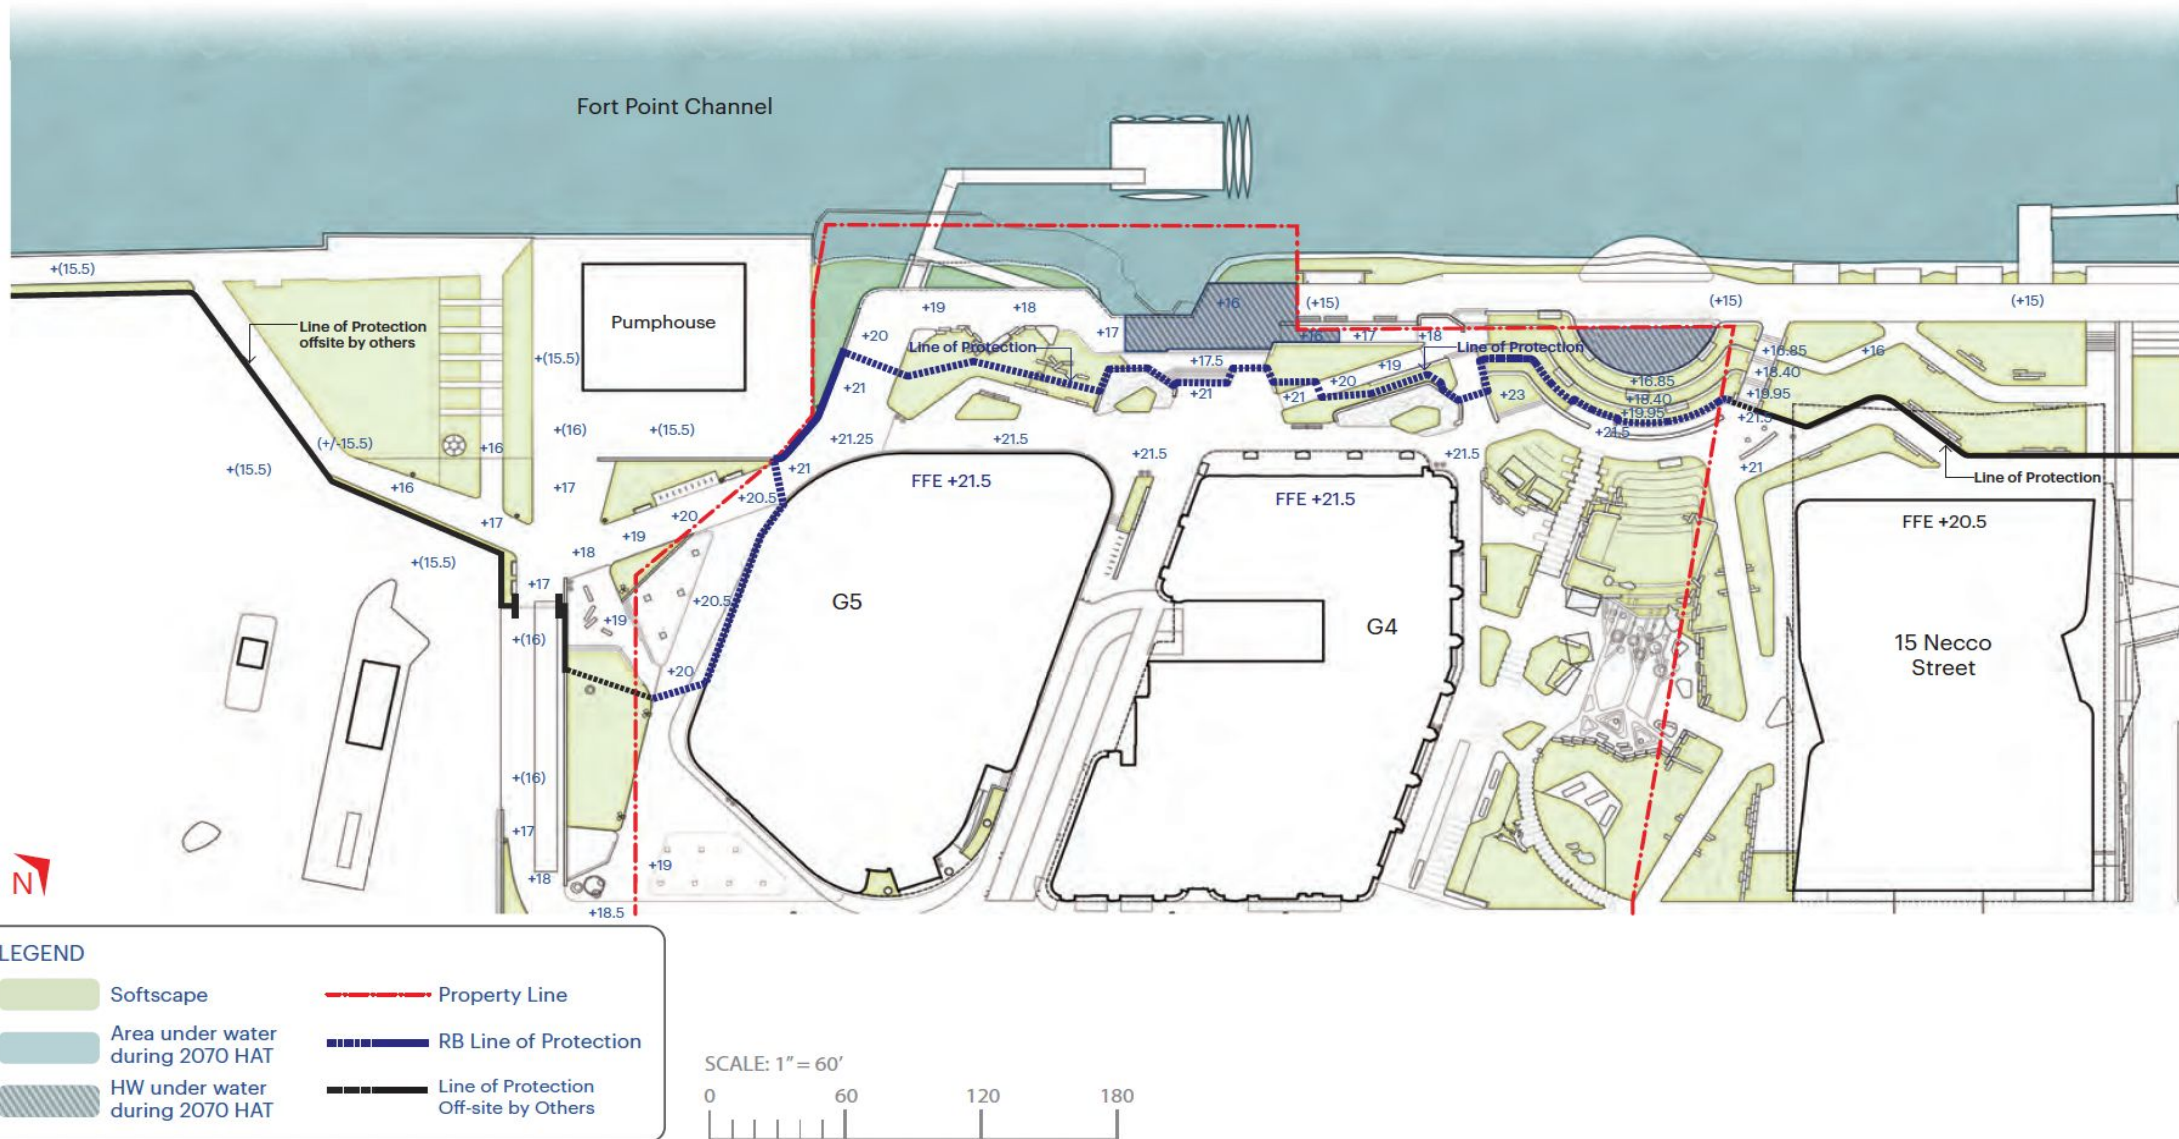 Fort Point Channel
+(15.5)
Line of Protection
offsite by others
Pumphouse
+19
+18
+16
(+15)
(+15)
(+15)
+20
+17
+16
+17
+18
+(15.5)
Line of Protection
Line of Protection
+16.85
+16
+17.5
+19
+18.40
+21
+21
+21
+20
+23
+16.85
+18.40
+19.95
+19.95
+21.5
+21.5
(+/-15.5)
+16
+(16)
+(15.5)
+21.25
+21.5
+21.5
+21.5
+(15.5)
+21
+21
Line of Protection
+16
+17
+20.5
FFE +21.5
FFE +21.5
FFE +20.5
+17
+20
+18
+19
+(15.5)
+17
+20.5
G5
+19
G4
+(16)
15 Necco
Street
+20
+(16)
+17
+18
+19
+18.5
N
LEGEND
Softscape
Property Line
Area under water
during 2070 HAT
RB Line of Protection
HW under water
during 2070 HAT
Line of Protection
Off-site by Others
SCALE: 1” = 60’
0 60 120 180